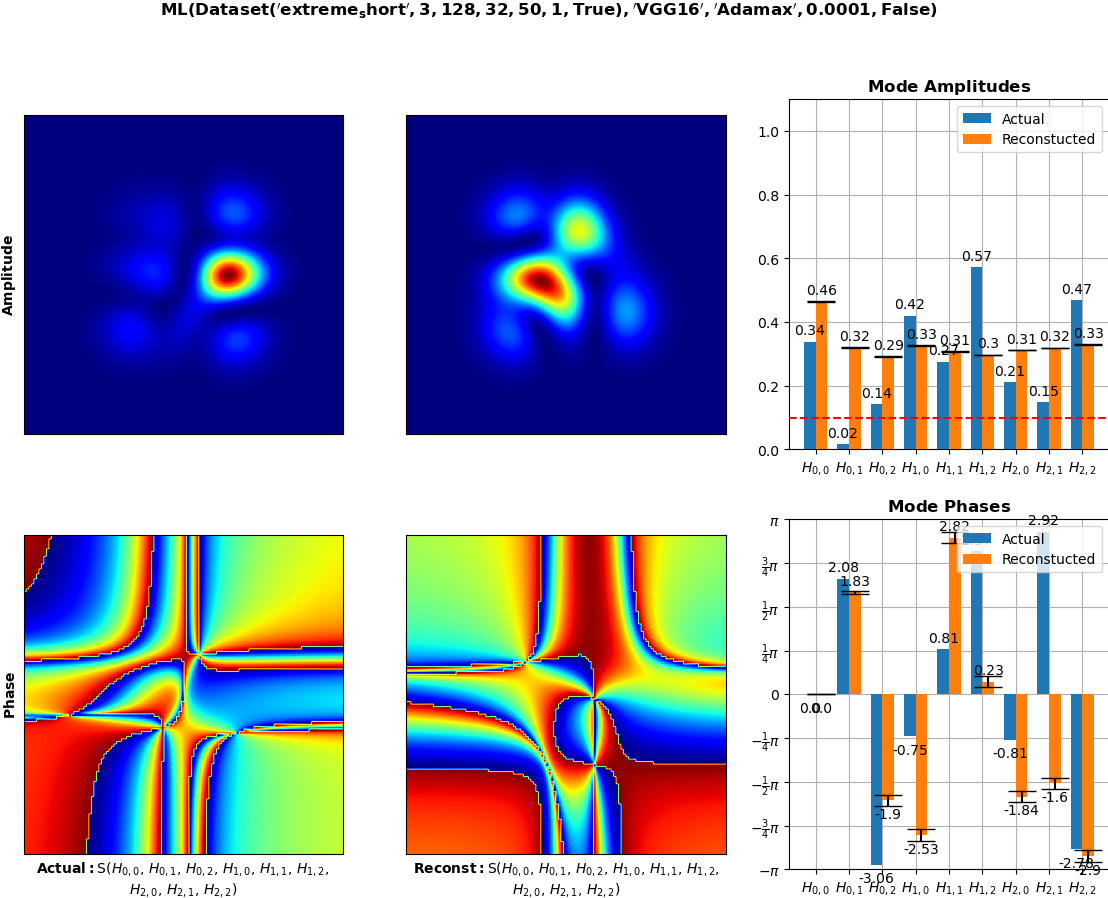 ML(Dataset('extreme_short', 3, 128, 32, 50, 1, True), 'VGG16', 'Adamax', 0.0001, False)
Amplitude
Mode Amplitudes
Actual
Reconstucted
1.0
0.8
0.6
0.4
0.2
0.0
0.34
0.02
0.14
0.42
0.27
0.57
0.21
0.15
0.47
0.46
0.32
0.29
0.33
0.31
0.3
0.31
0.32
0.33
H0,0 H0,1 H0,2 H1,0 H1,1 H1,2 H2,0 H2,1 H2,2
Phase
Actual: S(H0,0, H0,1, H0,2, H1,0, H1,1, H1,2,
H2,0, H2,1, H2,2)
Reconst: S(H0,0, H0,1, H0,2, H1,0, H1,1, H1,2,
H2,0, H2,1, H2,2)
Mode Phases
Actual
Reconstucted
π
3/4π
1/2π
1/4π
0
−1/4π
−1/2π
−3/4π
−π
0.0
2.08
-3.06
-0.75
0.81
-0.81
2.92
-2.78
0.0
1.83
-1.9
-2.53
2.82
0.23
-1.84
-1.6
-2.9
H0,0 H0,1 H0,2 H1,0 H1,1 H1,2 H2,0 H2,1 H2,2